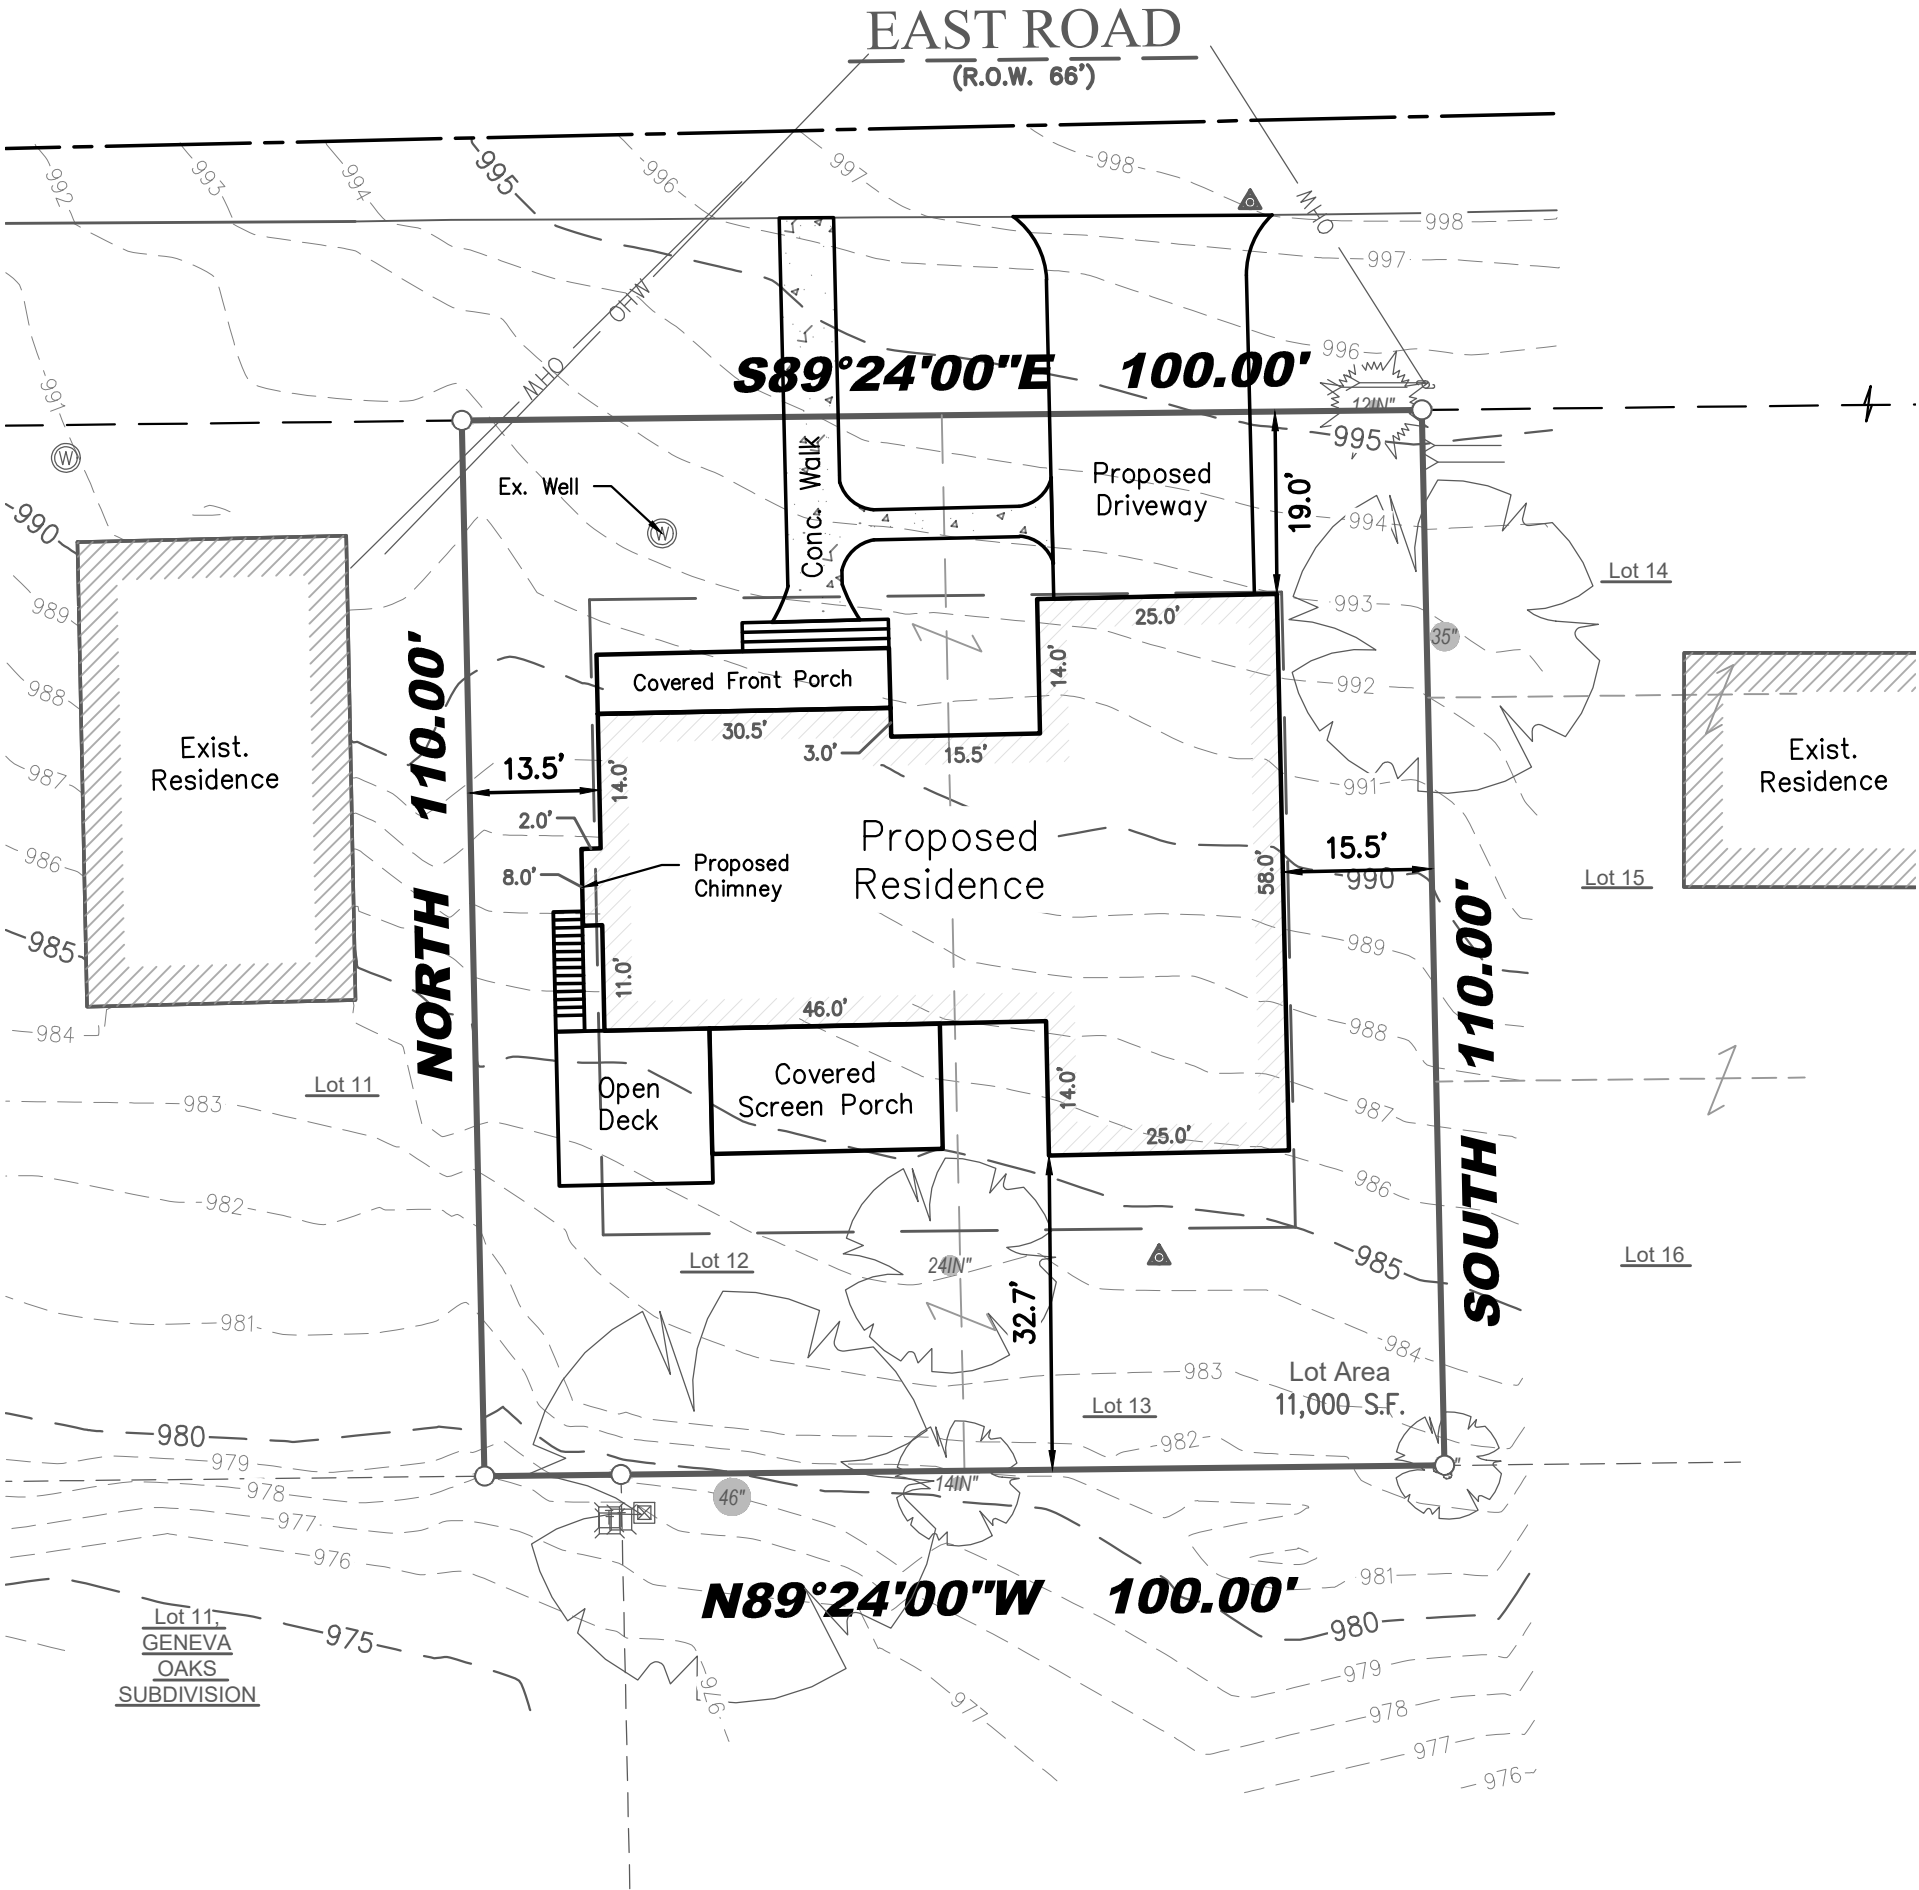 EAST ROAD
(R.O.W. 66')
992
993
994
995
996
997
998
998
997
OHW
OHW
OHW
996
S89°24'00"E 100.00'
12IN"
991
995
W
Conc. Walk
Proposed
Driveway
19.0'
Ex. Well
W
990
994
Lot 14
989
993
25.0'
35"
988
NORTH 110.00'
Covered Front Porch
14.0'
992
30.5'
3.0'
15.5'
Exist.
Residence
13.5'
14.0'
987
991
Exist.
Residence
2.0'
Proposed
Residence
58.0'
15.5'
990
986
8.0'
Proposed
Chimney
Lot 15
985
11.0'
989
SOUTH 110.00'
46.0'
984
988
Lot 11
Open
Deck
Covered
Screen Porch
14.0'
983
987
25.0'
982
986
Lot 12
24IN"
985
Lot 16
981
32.7'
984
983
Lot Area
11,000 S.F.
Lot 13
980
982
979
978
46"
14IN"
977
976
981
N89°24'00"W 100.00'
980
Lot 11,
GENEVA
OAKS
SUBDIVISION
975
979
976
977
978
977
976